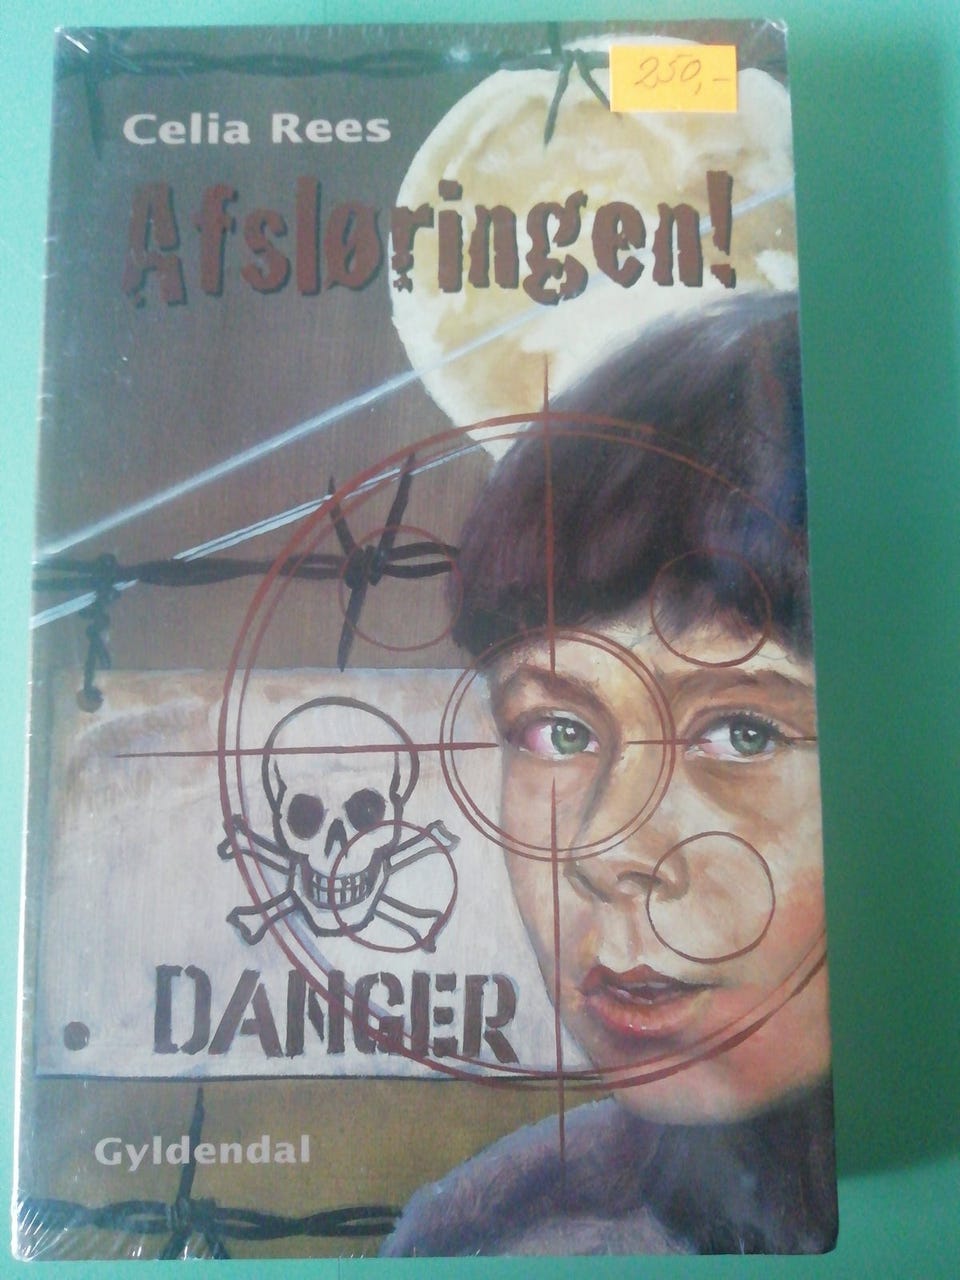 250,-
Celia Rees
Afsløringen!
DANGER
Gyldendal